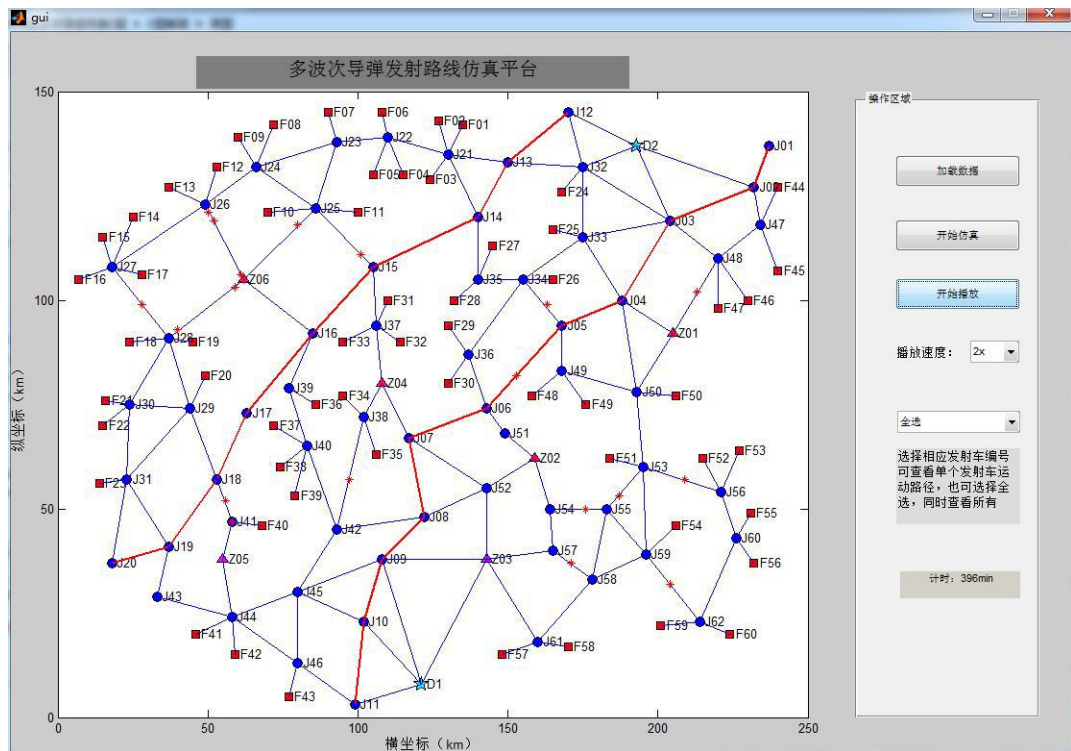 gui
多波次导弹发射路线仿真平台
150
100
50
0
0
50
100
150
200
250
纵坐标（km）
横坐标（km）
F07 F06 J12
F02 F01
F08 F09 J23 J22 D2 J01
J21 J13
F12 J24 J32
F05 F04 F03
F13 F24 J02 F44
J26 F10 J25 F11 J14
F14 F25 J03 J47
F15 J33
F27 J48
J27 F17 J15
F16 Z06 J35 J34 F26 F45
F31 F28 J04 F46
F47
J37 F29 J05
J28 F18 F19 J16 F33 F32 Z01
J36
F20 J39 Z04 F30 J49
F34 F48 F49 J50 F50
F21 J30 J29 F36
J17 J38 J06
F22 F37 J51
J40 J07
F35 F53
F38 Z02 F51 F52
J53
J31 F23 J18 F39 J52 J56
J54 J55 F55
J41 F40 J08 F54
J42 J60
J19 J57 J59
J20 Z05 J09 Z03 F56
J58
J43 J45
J44 J10 F59 J62
F41 F60
J61
F42 F57 F58
J46
D1
F43
J11
操作区域
加载数据
开始仿真
开始播放
播放速度：
2x
全选
选择相应发射车编号
可查看单个发射车运
动路径，也可选择全
选，同时查看所有
计时：396min